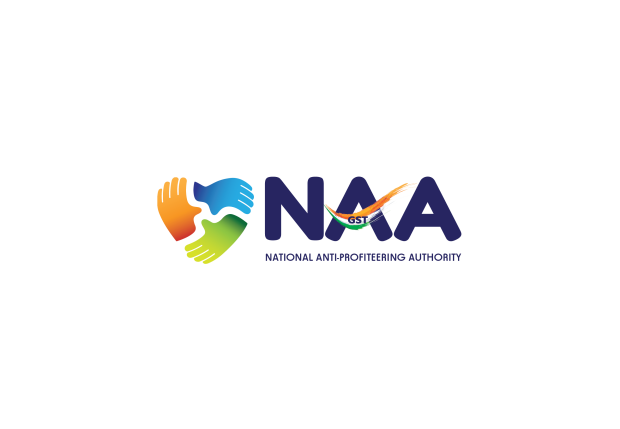 NAA
GST
NATIONAL ANTI-PROFITEERING AUTHORITY